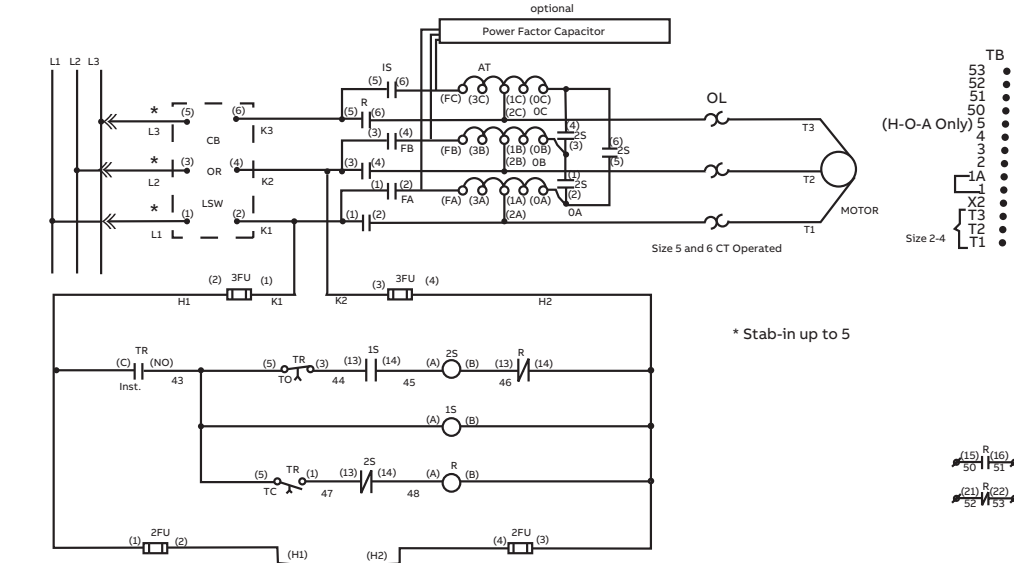 optional
Power Factor Capacitor
L1 L2 L3
IS
(5) (6)
AT
(FC) (3C) (1C) (0C)
(2C) 0C
R
(5) (6)
*
(5) (6)
L3
K3
CB
(3) (4)
FB
(FB) (3B) (1B) (0B)
(2B) 0B
(4)
2S
(3)
(6)
2S
(5)
OL
T3
*
(3) (4)
L2
OR
K2
(3) (4)
T2
(1) (2)
FA
(FA) (3A) (1A) (0A)
(2A)
(1)
2S
(2)
0A
MOTOR
*
LSW
(1) (2)
L1
K1
(1) (2)
T1
Size 5 and 6 CT Operated
TB
53
52
51
50
(H-O-A Only) 5
4
3
2
1A
1
X2
T3
Size 2-4
T2
T1
(2) 3FU (1)
H1
K1
(3) 3FU (4)
K2
H2
* Stab-in up to 5
TR
(C) (NO)
Inst.
43
(5) TR (3)
TO
44
1S
(13) (14)
45
2S
(A) (B)
R
(13) (14)
46
1S
(A) (B)
(5) TR (1)
TC
47
2S
(13) (14)
48
R
(A) (B)
R
(15) (16)
50 51
R
(21) (22)
52 53
2FU
(1) (2)
(H1)
(H2)
2FU
(4) (3)